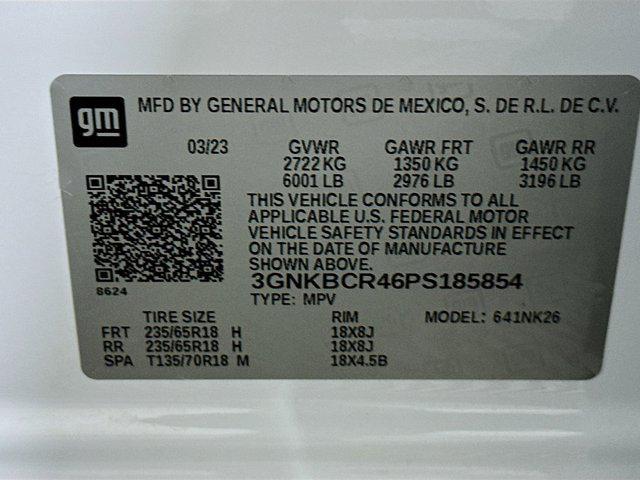 gm MFD BY GENERAL MOTORS DE MEXICO, S. DE R.L. DE C.V.
03/23 GVWR GAWR FRT GAWR RR
2722 KG 1350 KG 1450 KG
6001 LB 2976 LB 3196 LB
THIS VEHICLE CONFORMS TO ALL
APPLICABLE U.S. FEDERAL MOTOR
VEHICLE SAFETY STANDARDS IN EFFECT
ON THE DATE OF MANUFACTURE
SHOWN ABOVE.
3GNKBCR46PS185854
8624
TYPE: MPV
TIRE SIZE RIM MODEL: 641NK26
FRT 235/65R18 H 18X8J
RR 235/65R18 H 18X8J
SPA T135/70R18 M 18X4.5B